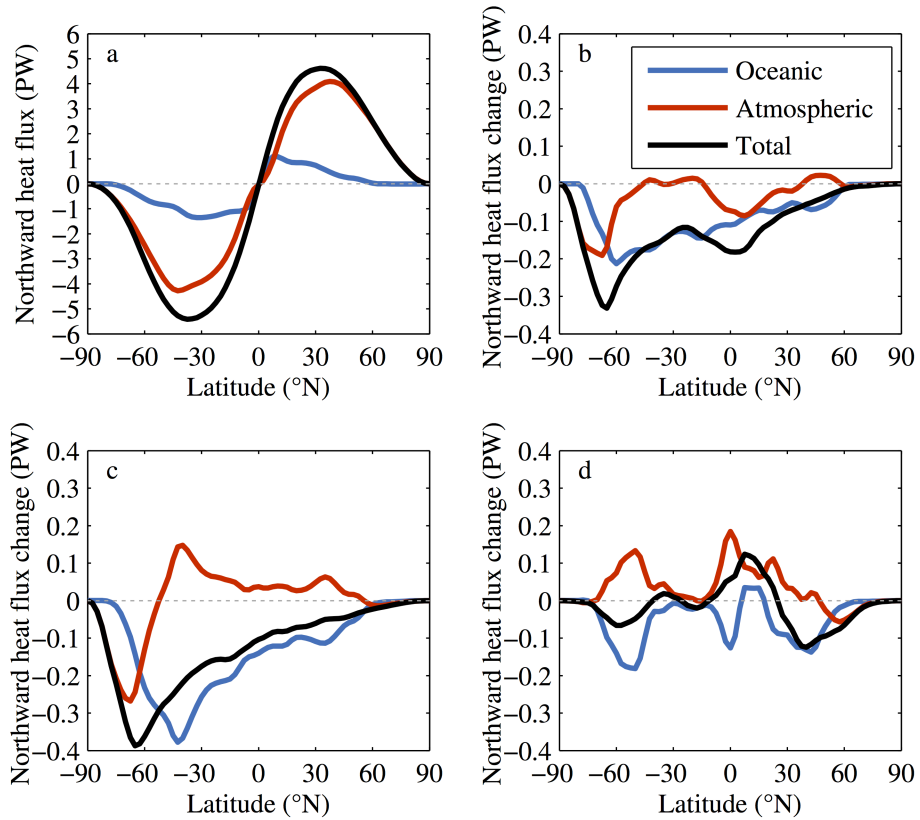 a
Northward heat flux (PW)
6
5
4
3
2
1
0
−1
−2
−3
−4
−5
6
−90 −60 −30 0 30 60 90
Latitude (°N)
b
Northward heat flux change (PW)
0.4
0.3
0.2
0.1
0
−0.1
−0.2
−0.3
−0.4
−90 −60 −30 0 30 60 90
Latitude (°N)
Oceanic
Atmospheric
Total
c
Northward heat flux change (PW)
0.4
0.3
0.2
0.1
0
−0.1
−0.2
−0.3
−0.4
−90 −60 −30 0 30 60 90
Latitude (°N)
d
Northward heat flux change (PW)
0.4
0.3
0.2
0.1
0
−0.1
−0.2
−0.3
−0.4
−90 −60 −30 0 30 60 90
Latitude (°N)